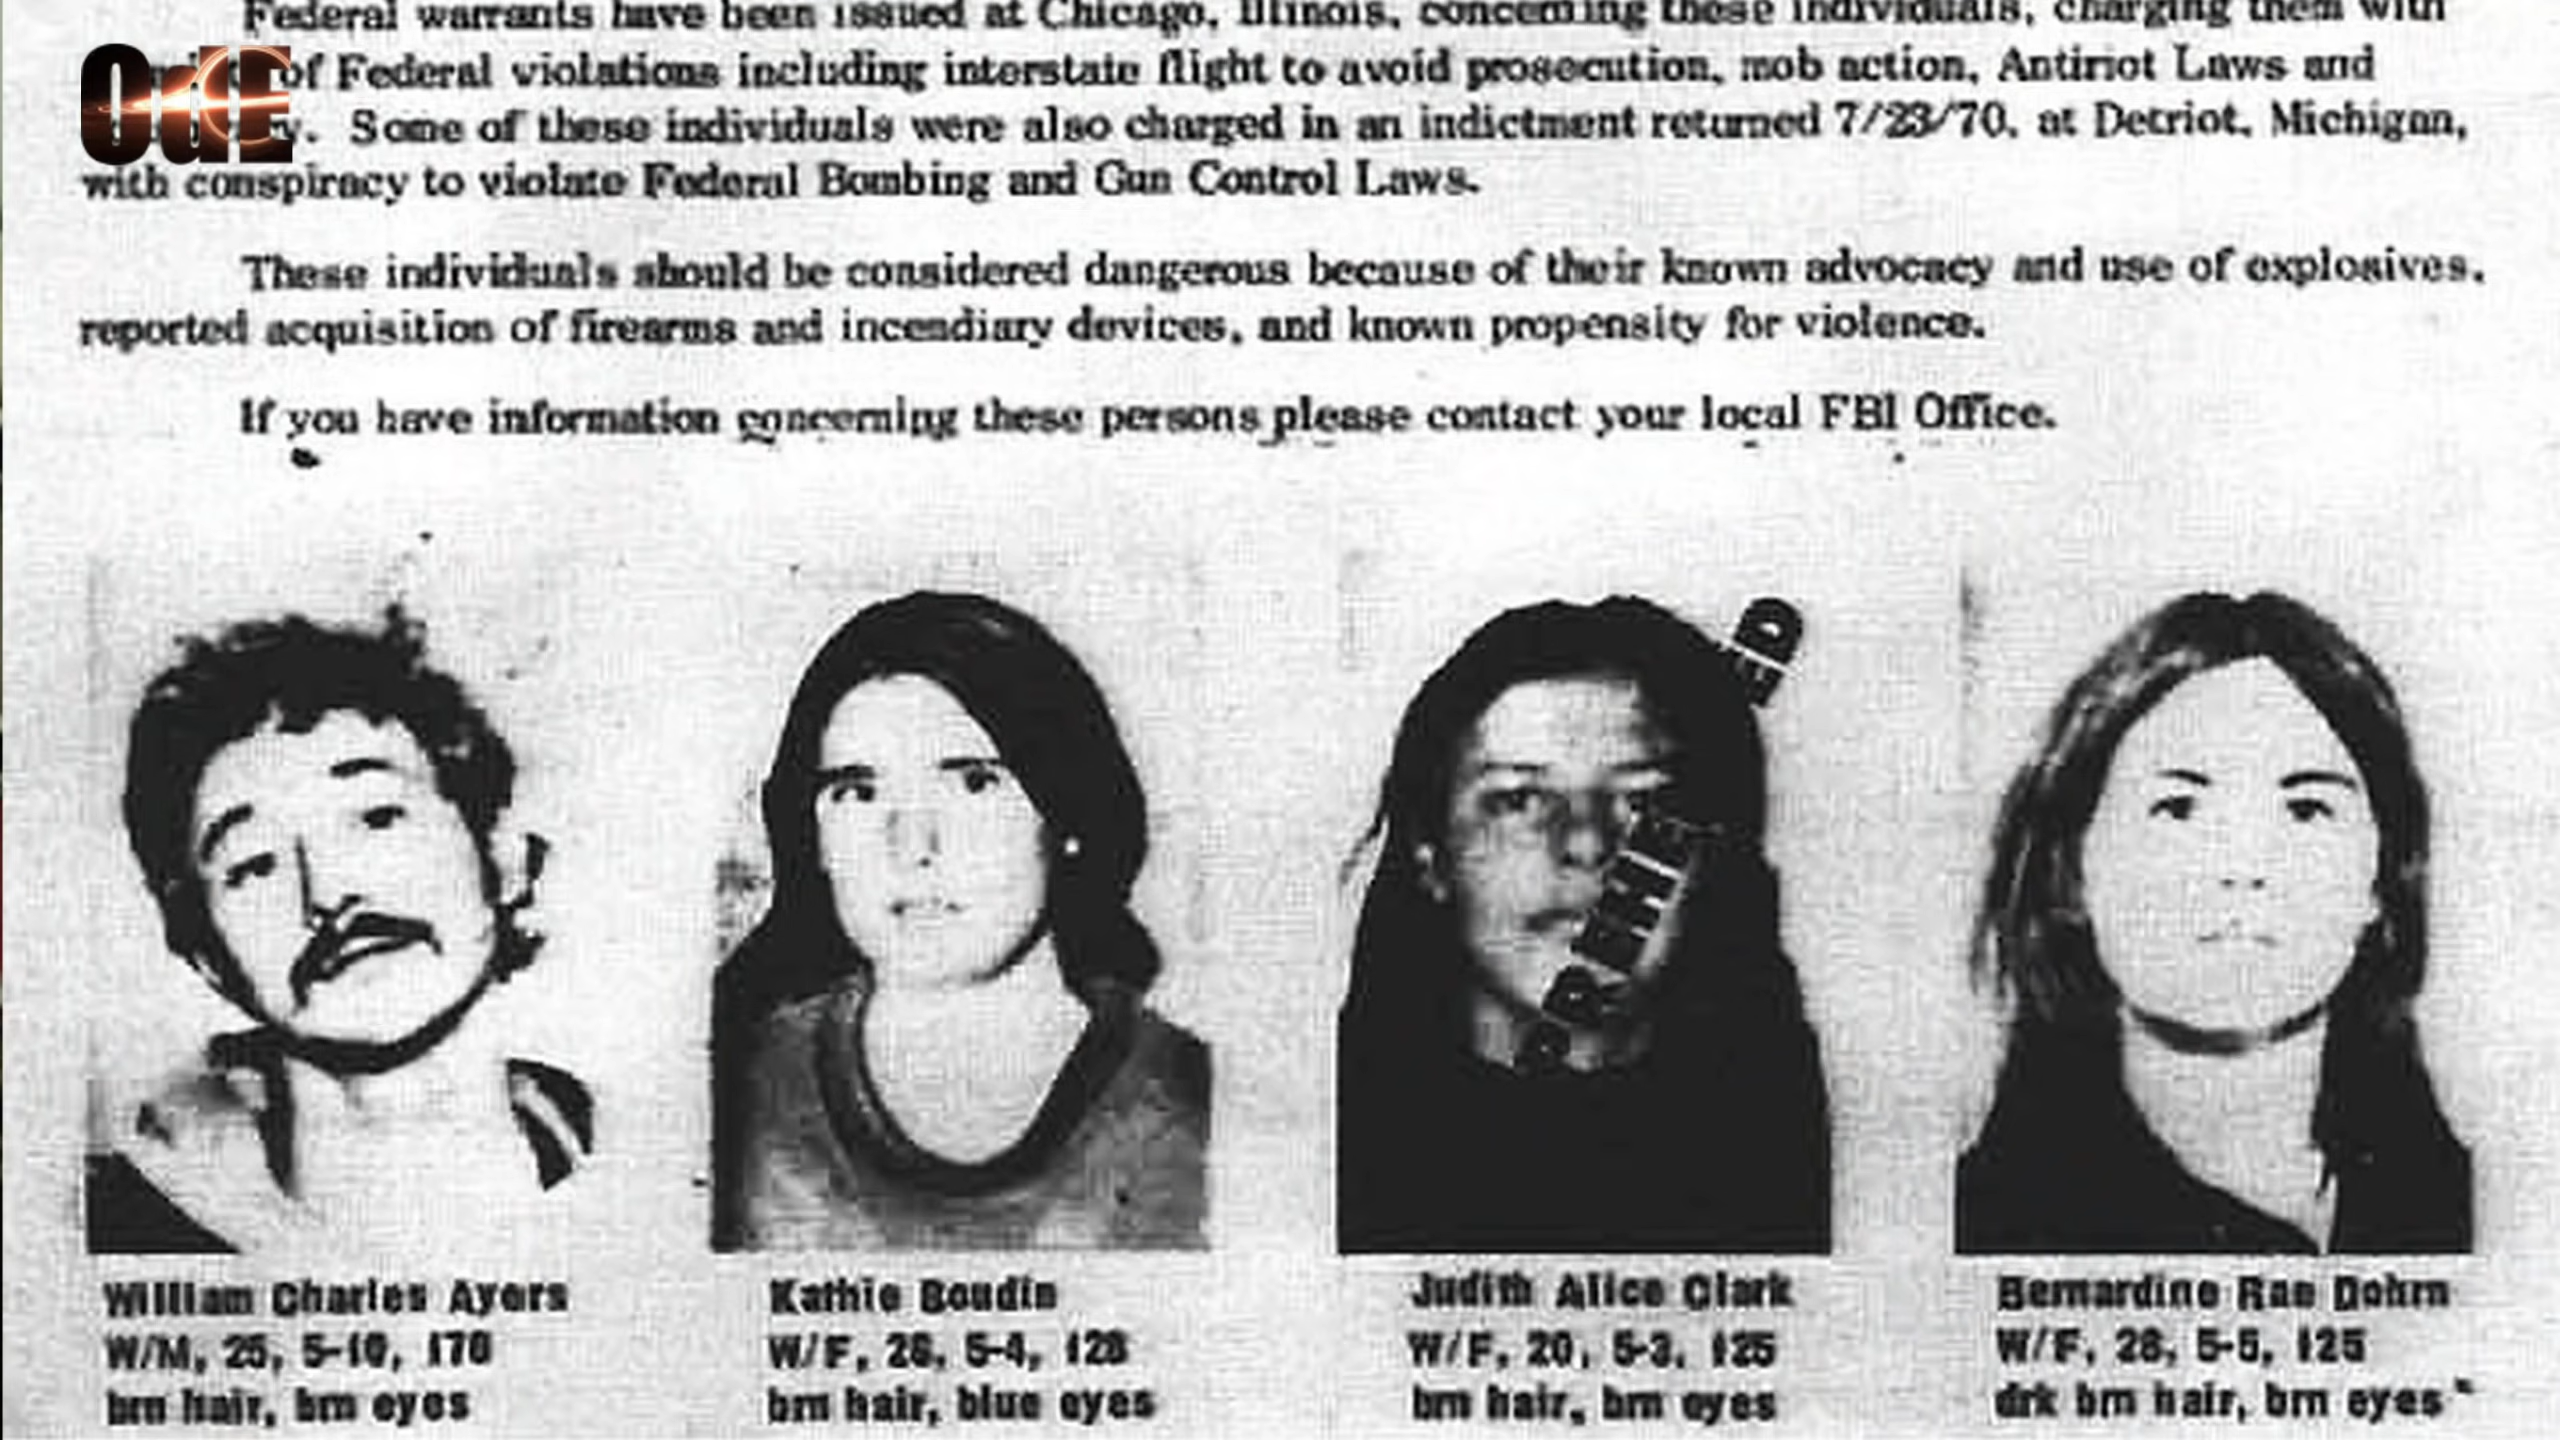 Federal warrants have been issued at Chicago, Illinois, concerning these individuals, charging them with
OdE
of Federal violations including interstate flight to avoid prosecution, mob action, Antiriot Laws and
Some of these individuals were also charged in an indictment returned 7/23/70, at Detriot, Michigan,
with conspiracy to violate Federal Bombing and Gun Control Laws.
These individuals should be considered dangerous because of their known advocacy and use of explosives,
reported acquisition of firearms and incendiary devices, and known propensity for violence.
If you have information concerning these persons please contact your local FBI Office.
William Charles Ayers
W/M, 25, 5-10, 170
brn hair, brn eyes
Kathie Boudin
W/F, 26, 5-4, 128
brn hair, blue eyes
Judith Alice Clark
W/F, 20, 5-3, 125
brn hair, brn eyes
Bernardine Rae Dohrn
W/F, 28, 5-5, 125
drk brn hair, brn eyes